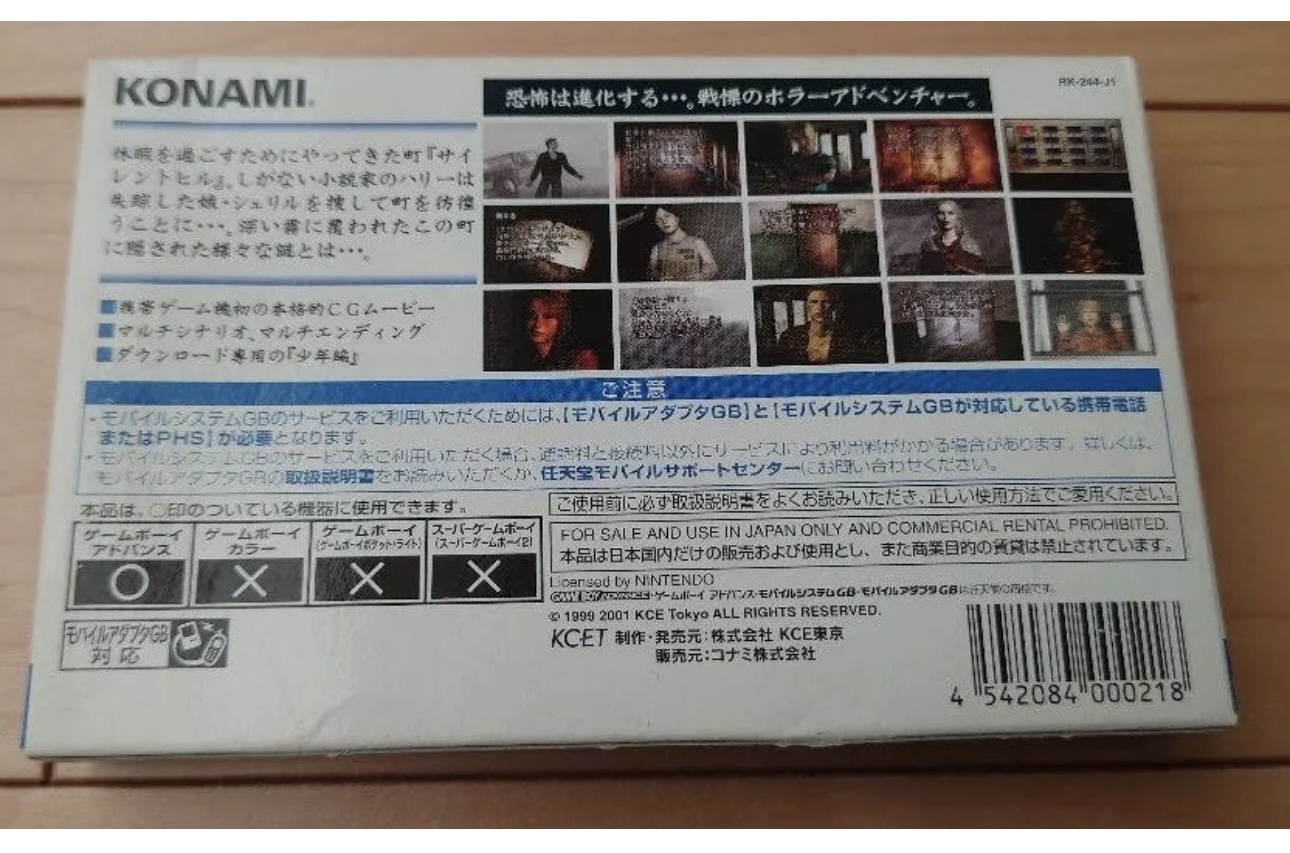 KONAMI
RK-244-J1
恐怖は進化する…。戦慄のホラーアドベンチャー。
休暇を過ごすためにやってきた町『サイ
レントヒル』。しがない小説家のハリーは
失踪した娘・シェリルを捜して町を彷徨
うことに…。深い霧に覆われたこの町
に隠された様々な謎とは…。
■携帯ゲーム機初の本格的CGムービー
■マルチシナリオ、マルチエンディング
■ダウンロード専用の『少年編』
ご注意
・モバイルシステムGBのサービスをご利用いただくためには、【モバイルアダプタGB】と【モバイルシステムGBが対応している携帯電話
またはPHS】が必要となります。
・モバイルシステムGBのサービスをご利用いただく場合、通話料と接続料以外にサービスにより利用料がかかる場合があります。詳しくは、
モバイルアダプタGBの取扱説明書をお読みいただくか、任天堂モバイルサポートセンターにお問い合わせください。
本品は、○印のついている機器に使用できます。
ゲームボーイ
アドバンス
○
ゲームボーイ
カラー
×
ゲームボーイ
(ゲームボーイポケット・ライト)
×
スーパーゲームボーイ
(スーパーゲームボーイ2)
×
モバイルアダプタGB
対応
ご使用前に必ず取扱説明書をよくお読みいただき、正しい使用方法でご愛用ください。
FOR SALE AND USE IN JAPAN ONLY AND COMMERCIAL RENTAL PROHIBITED.
本品は日本国内だけの販売および使用とし、また商業目的の賃貸は禁止されています。
Licensed by NINTENDO
GAME BOY ADVANCE・ゲームボーイ アドバンス・モバイルシステムGB・モバイルアダプタGBは任天堂の商標です。
© 1999 2001 KCE Tokyo ALL RIGHTS RESERVED.
KCET 制作・発売元：株式会社 KCE東京
販売元：コナミ株式会社
4 542084 000218